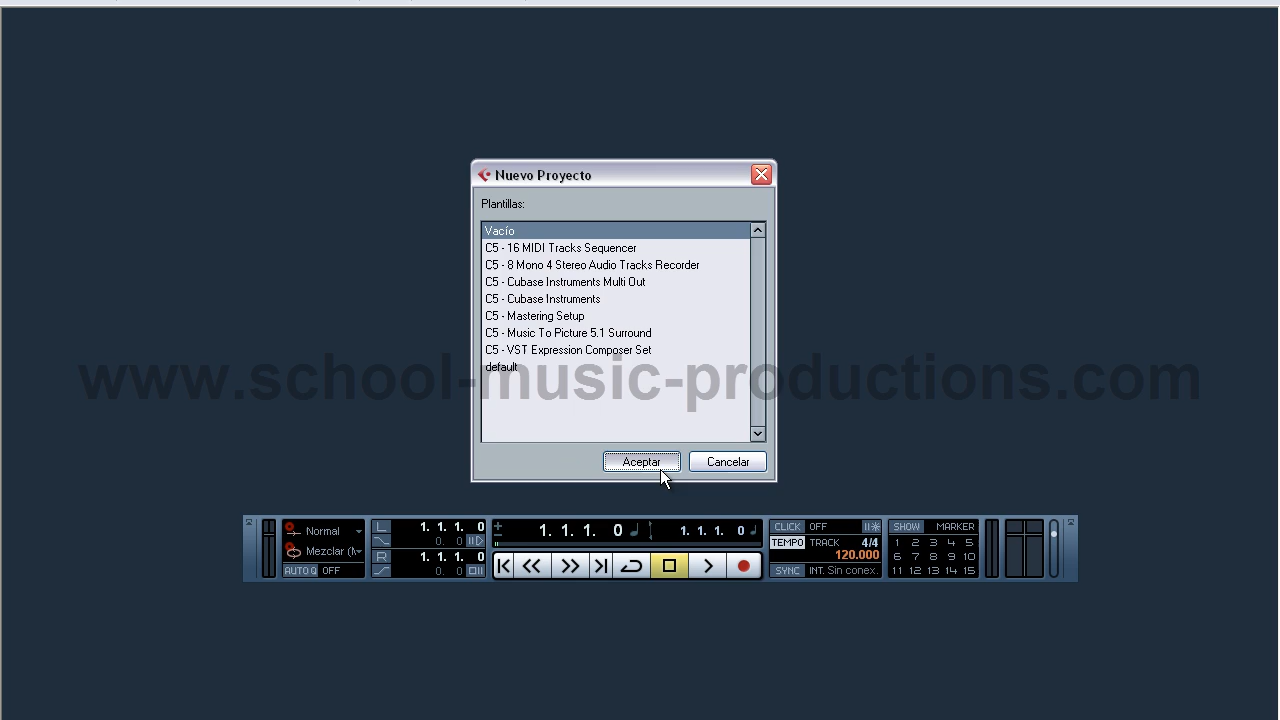 Nuevo Proyecto
Plantillas:
Vacío
C5 - 16 MIDI Tracks Sequencer
C5 - 8 Mono 4 Stereo Audio Tracks Recorder
C5 - Cubase Instruments Multi Out
C5 - Cubase Instruments
C5 - Mastering Setup
C5 - Music To Picture 5.1 Surround
C5 - VST Expression Composer Set
default
www.school-music-productions.com
Aceptar Cancelar
Normal L 1. 1. 1. 0 1. 1. 1. 0 1. 1. 1. 0 CLICK OFF SHOW MARKER
0. 0 TEMPO TRACK 4/4 1 2 3 4 5
Mezclar (M R 1. 1. 1. 0 120.000 6 7 8 9 10
AUTO Q OFF 0. 0 SYNC INT. Sin conex. 11 12 13 14 15